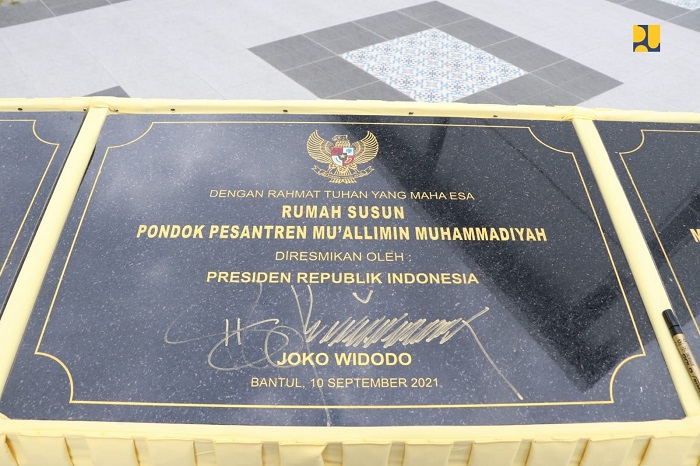 PU
DENGAN RAHMAT TUHAN YANG MAHA ESA
RUMAH SUSUN
PONDOK PESANTREN MU'ALLIMIN MUHAMMADIYAH
DIRESMIKAN OLEH :
PRESIDEN REPUBLIK INDONESIA
JOKO WIDODO
BANTUL, 10 SEPTEMBER 2021